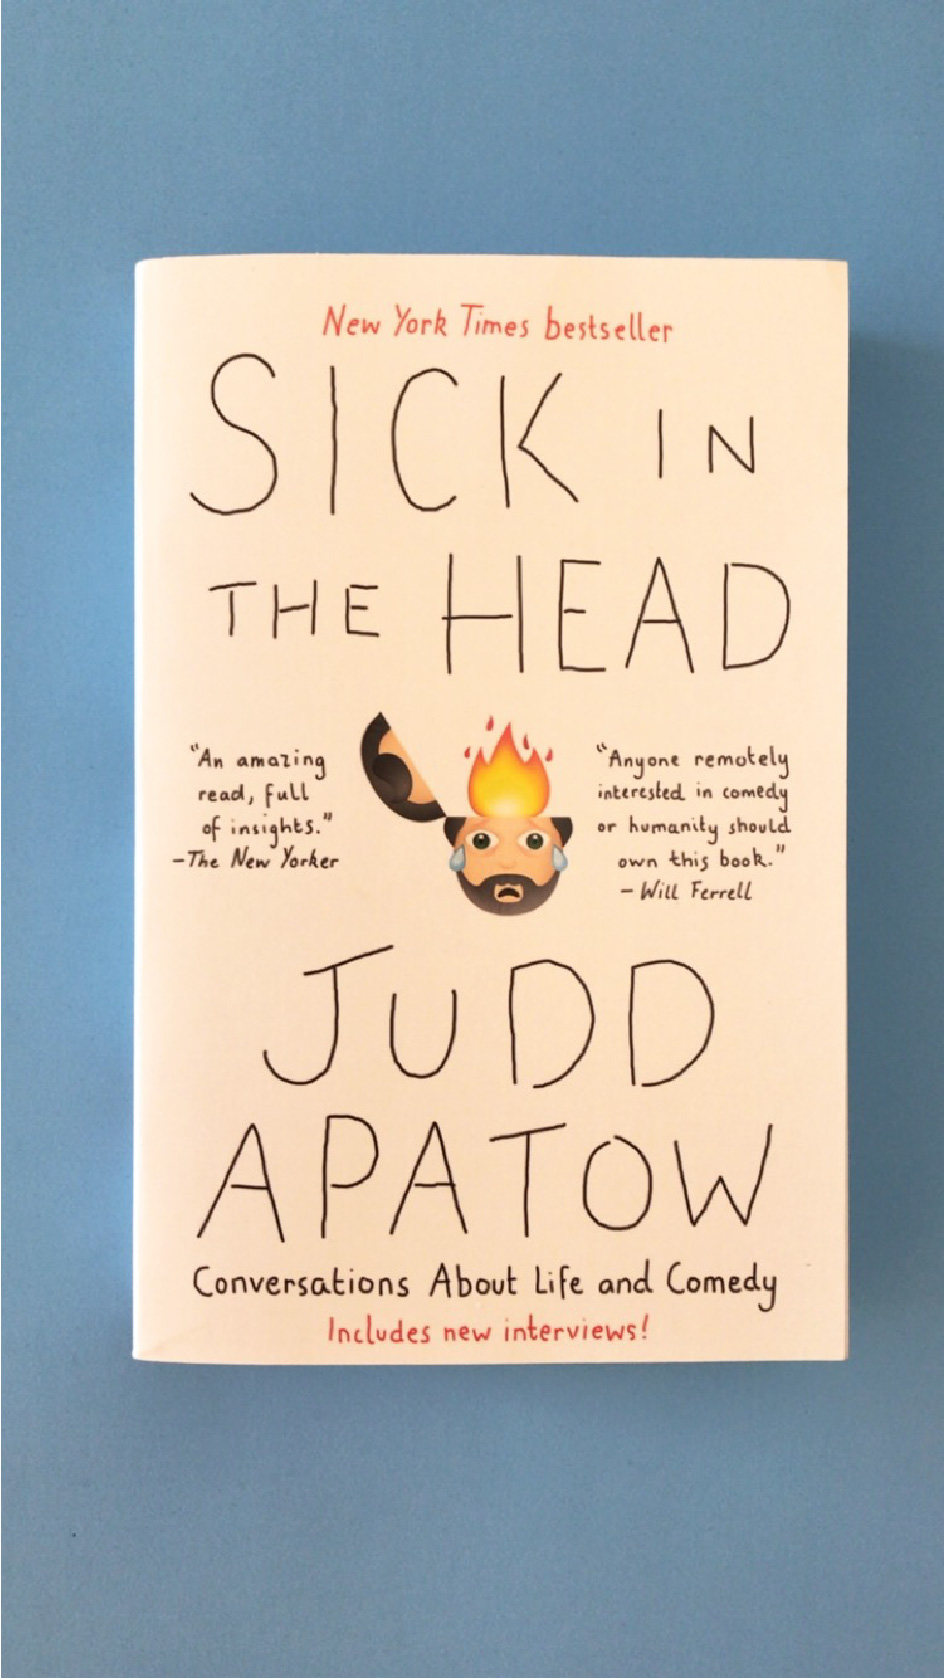 New York Times bestseller
SICK IN
THE HEAD
"An amazing
read, full
of insights."
–The New Yorker
"Anyone remotely
interested in comedy
or humanity should
own this book."
– Will Ferrell
JUDD
APATOW
Conversations About Life and Comedy
Includes new interviews!